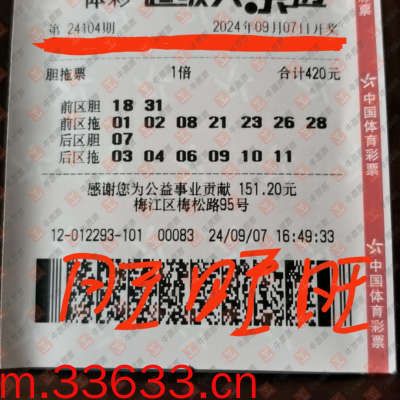 体彩 超级大乐透
第 24104期 2024年09月07日开奖
胆拖票 1倍 合计420元
前区胆 18 31
前区拖 01 02 08 21 23 26 28
后区胆 07
后区拖 03 04 06 09 10 11
感谢您为公益事业贡献 151.20元
梅江区梅松路95号
12-012293-101 00083 24/09/07 16:49:33
中国体育彩票
中国体育彩票
m.33633.cn